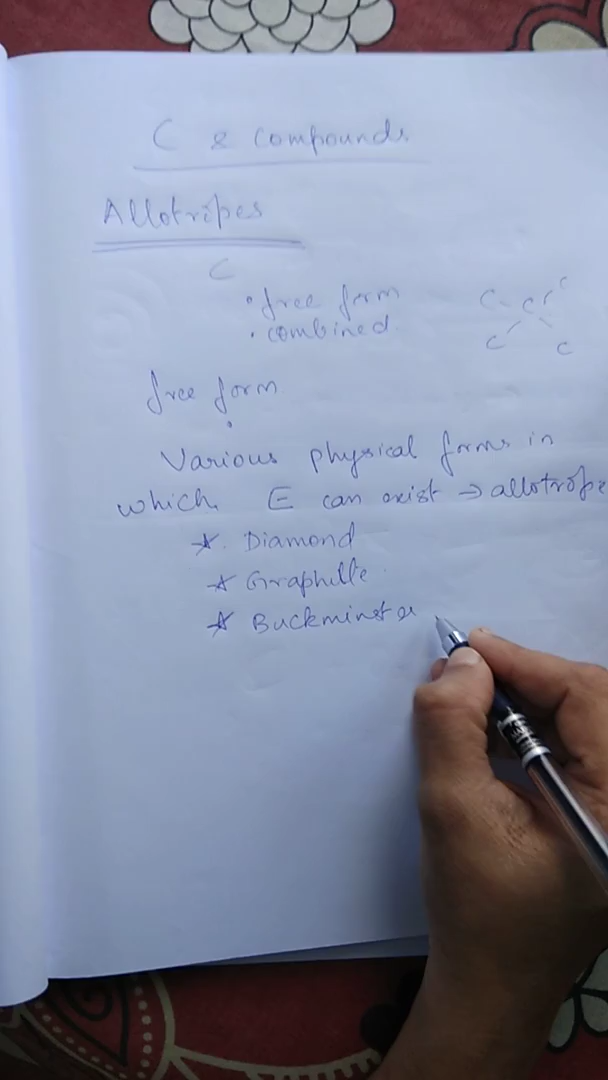 C & compounds
Allotropes
C
• free form
• combined.
C C C
C C
free form
•
Various physical forms in
which E can exist → allotrope
* Diamond
* Graphite
* Buckminster